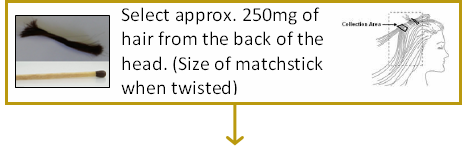 Select approx. 250mg of
hair from the back of the
head. (Size of matchstick
when twisted)
Collection Area